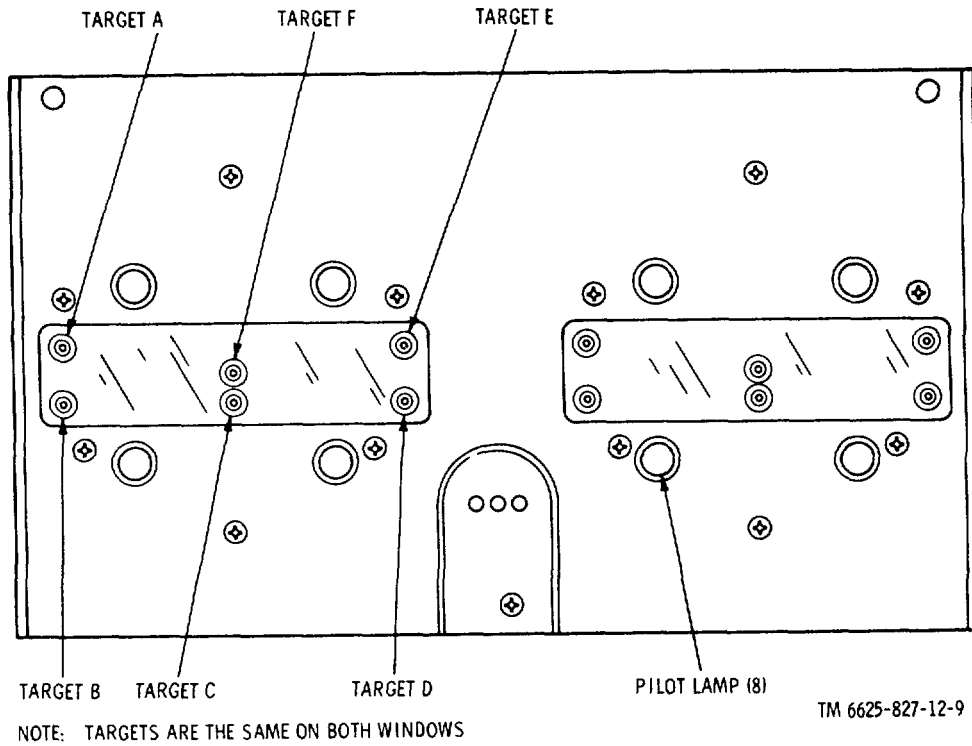 TARGET A
TARGET F
TARGET E
TARGET B
TARGET C
TARGET D
PILOT LAMP (8)
TM 6625-827-12-9
NOTE: TARGETS ARE THE SAME ON BOTH WINDOWS